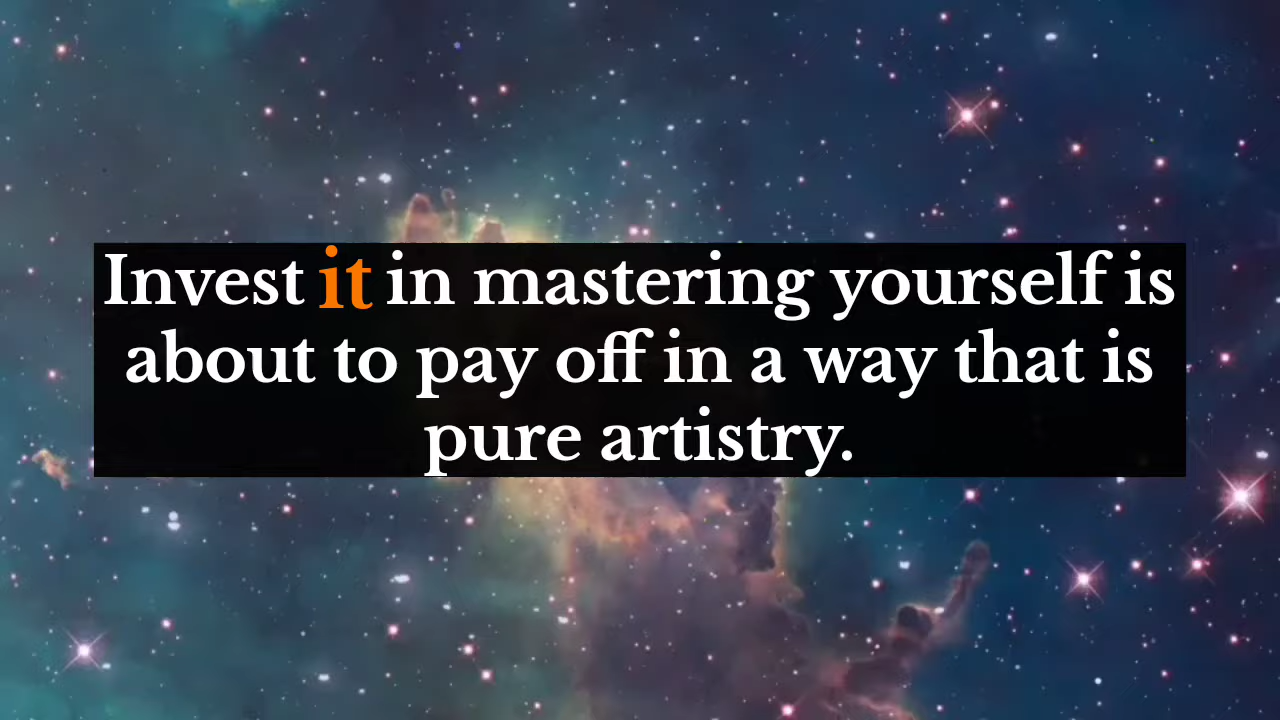 Invest it in mastering yourself is
about to pay off in a way that is
pure artistry.